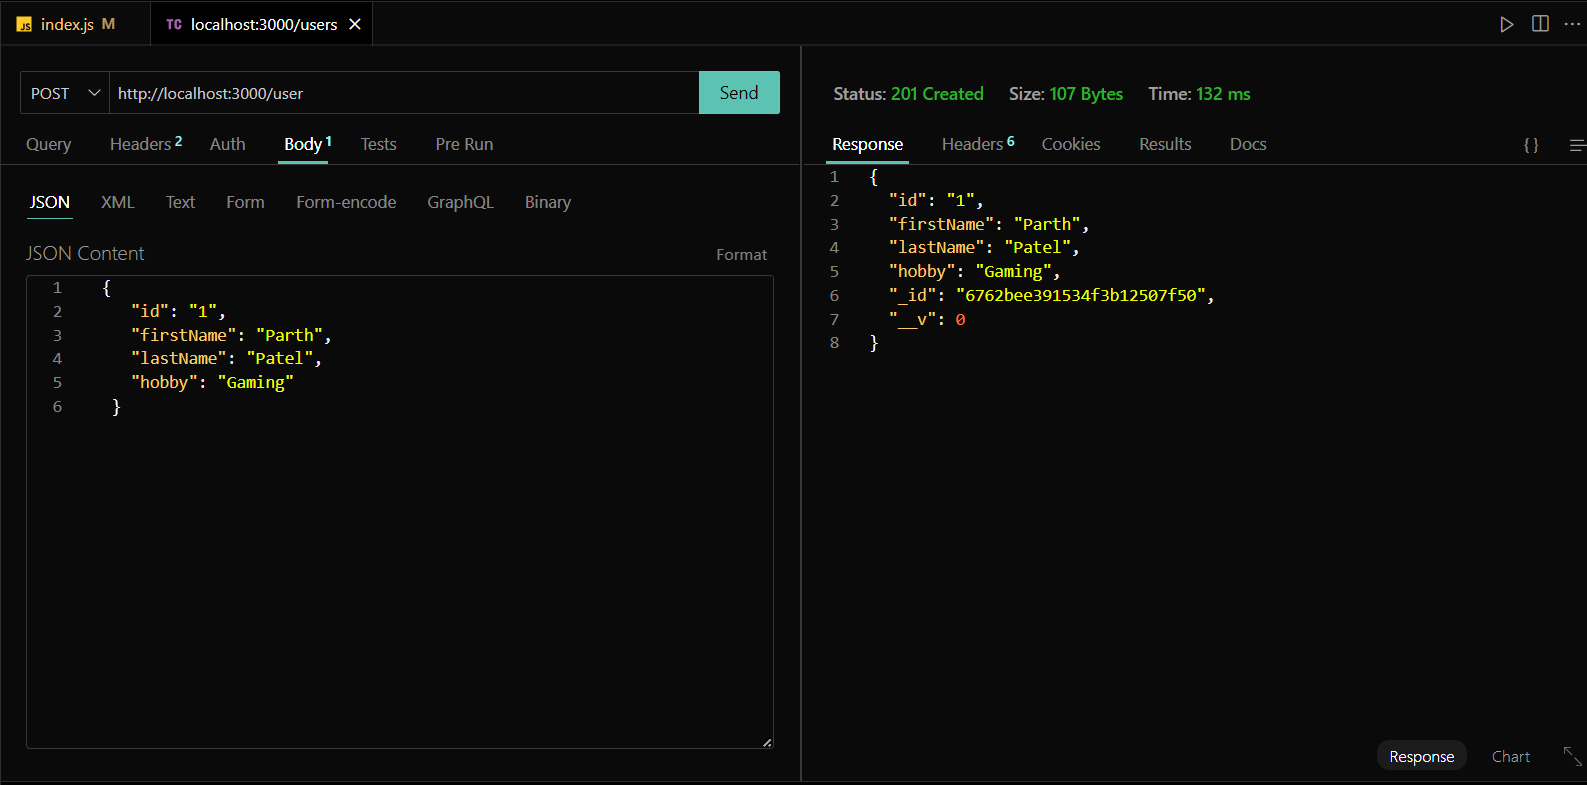 JS index.js M TC localhost:3000/users
POST http://localhost:3000/user Send
Query Headers 2 Auth Body 1 Tests Pre Run
JSON XML Text Form Form-encode GraphQL Binary
JSON Content Format
1 {
2 "id": "1",
3 "firstName": "Parth",
4 "lastName": "Patel",
5 "hobby": "Gaming"
6 }
Status: 201 Created Size: 107 Bytes Time: 132 ms
Response Headers 6 Cookies Results Docs {}
1 {
2 "id": "1",
3 "firstName": "Parth",
4 "lastName": "Patel",
5 "hobby": "Gaming",
6 "_id": "6762bee391534f3b12507f50",
7 "__v": 0
8 }
Response Chart